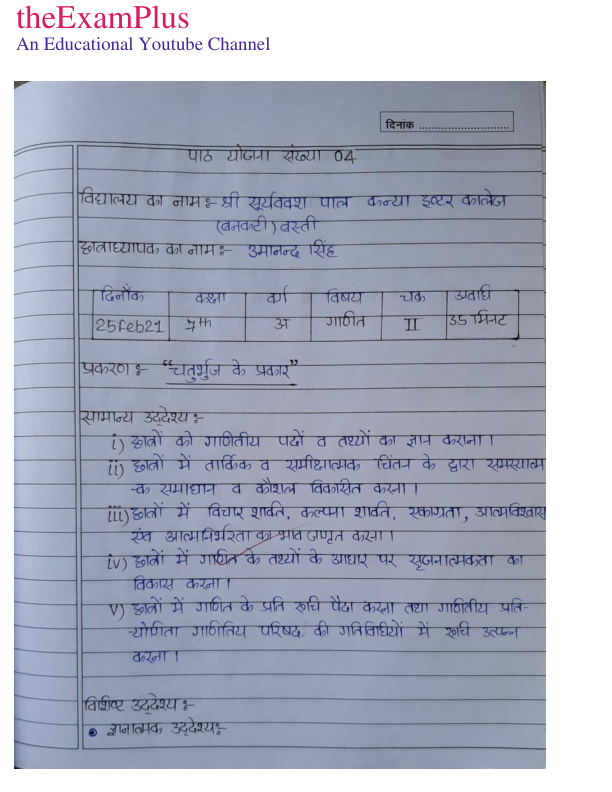 theExamPlus
An Educational Youtube Channel
दिनांक ..............................
पाठ योजना संख्या 04
विद्यालय का नाम :- श्री सूर्यवक्श पाल कन्या इण्टर कालेज
(बनकटी) बस्ती
छात्राध्यापक का नाम :- उमानन्द सिंह
दिनाँक कक्षा वर्ग विषय चक्र अवधि
25Feb21 7th अ गणित II 35 मिनट
प्रकरण :- "चतुर्भुज के प्रकार"
सामान्य उद्देश्य :-
i) छात्रों को गणितीय पदों व तथ्यों का ज्ञान कराना ।
ii) छात्रों में तार्किक व समीक्षात्मक चिंतन के द्वारा समस्यात्म
-क समाधान व कौशल विकसित करना ।
iii) छात्रों में विचार शक्ति, कल्पना शक्ति, एकाग्रता, आत्मविश्वास
एंव आत्मनिर्भरता का भाव जागृत करना ।
iv) छात्रों में गणित के तथ्यों के आधार पर सृजनात्मकता का
विकास करना ।
v) छात्रों में गणित के प्रति रूचि पैदा करना तथा गणितीय प्रति-
-योगिता गणितिय परिषद, की गतिविधियों में रूचि उत्पन्न
करना ।
विशिष्ट उद्देश्य :-
• ज्ञानात्मक उद्देश्य:-